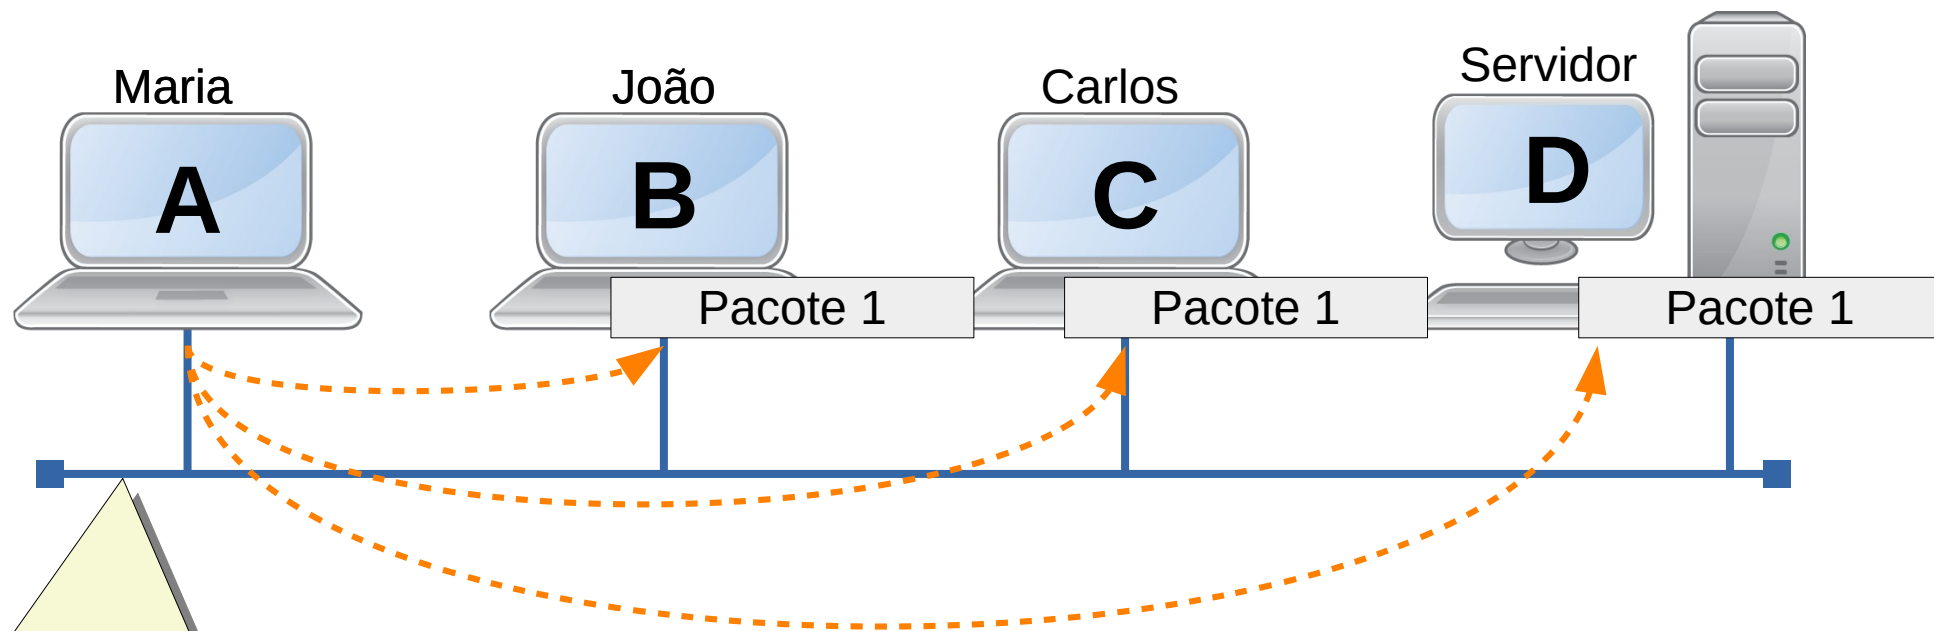 Maria
João
Carlos
Servidor
A
B
C
D
Pacote 1
Pacote 1
Pacote 1